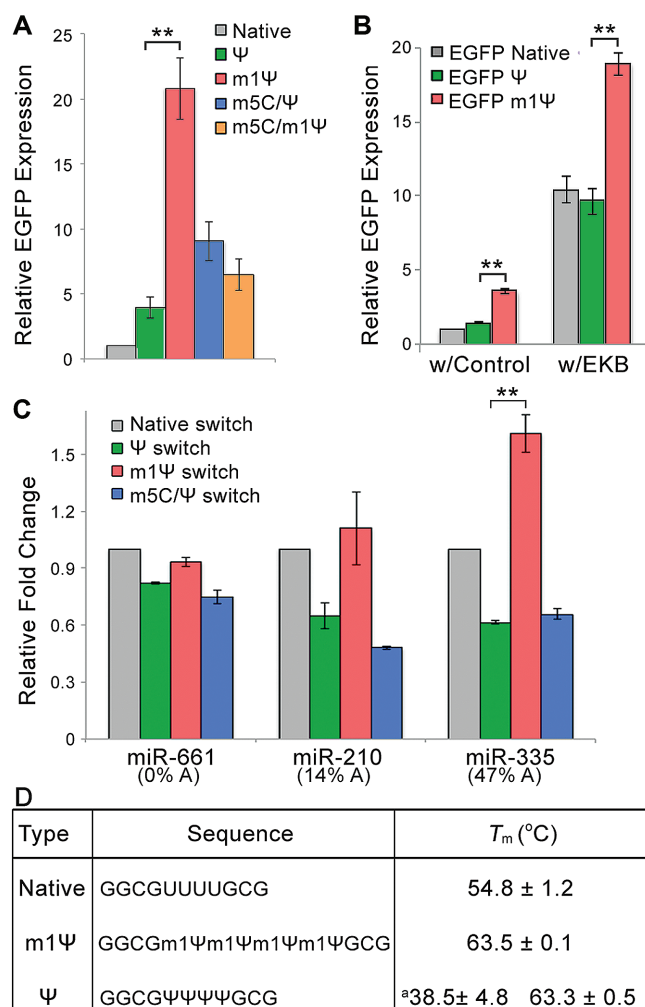 A
Relative EGFP Expression
25
20
15
10
5
0
**
Native
Ψ
m1Ψ
m5C/Ψ
m5C/m1Ψ
B
Relative EGFP Expression
20
15
10
5
0
EGFP Native
EGFP Ψ
EGFP m1Ψ
**
**
w/Control w/EKB
C
Relative Fold Change
1.5
1.2
0.9
0.6
0.3
0
Native switch
Ψ switch
m1Ψ switch
m5C/Ψ switch
**
miR-661 miR-210 miR-335
(0% A) (14% A) (47% A)
D
Type Sequence Tm (oC)
Native GGCGUUUUGCG 54.8 ± 1.2
m1Ψ GGCGm1Ψm1Ψm1Ψm1ΨGCG 63.5 ± 0.1
Ψ GGCGΨΨΨΨGCG a38.5± 4.8 63.3 ± 0.5